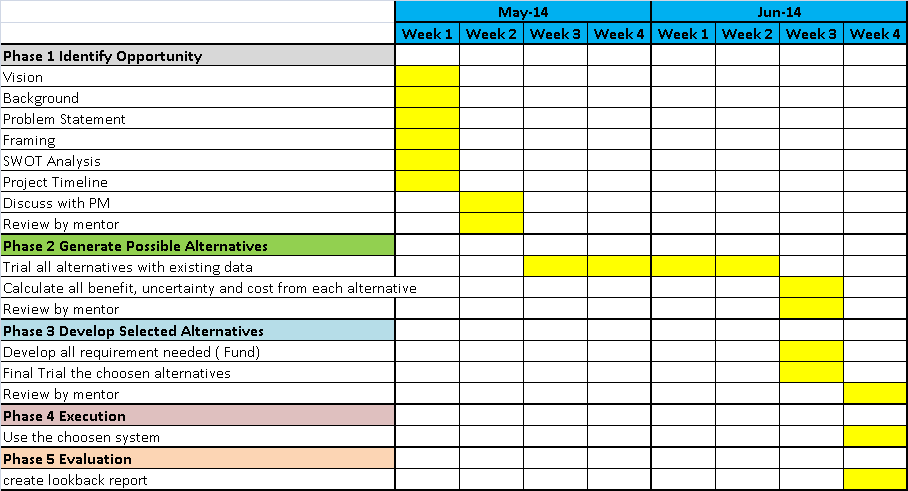 May-14 Jun-14
Week 1 Week 2 Week 3 Week 4 Week 1 Week 2 Week 3 Week 4
Phase 1 Identify Opportunity
Vision
Background
Problem Statement
Framing
SWOT Analysis
Project Timeline
Discuss with PM
Review by mentor
Phase 2 Generate Possible Alternatives
Trial all alternatives with existing data
Calculate all benefit, uncertainty and cost from each alternative
Review by mentor
Phase 3 Develop Selected Alternatives
Develop all requirement needed ( Fund)
Final Trial the choosen alternatives
Review by mentor
Phase 4 Execution
Use the choosen system
Phase 5 Evaluation
create lookback report